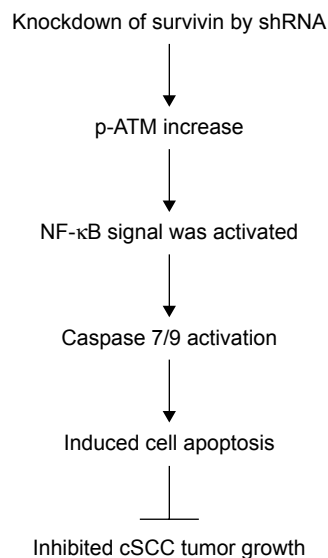 Knockdown of survivin by shRNA
p-ATM increase
NF-κB signal was activated
Caspase 7/9 activation
Induced cell apoptosis
Inhibited cSCC tumor growth